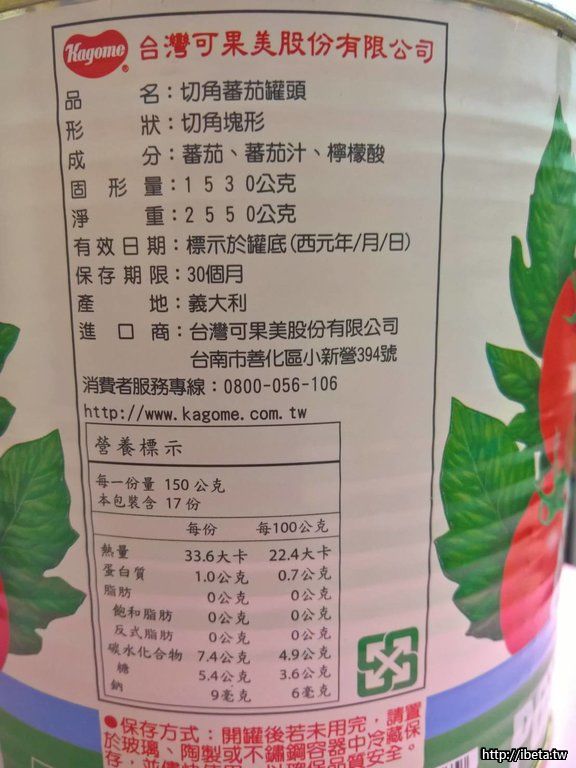 Kagome® 台灣可果美股份有限公司
品名：切角蕃茄罐頭
形狀：切角塊形
成分：蕃茄、蕃茄汁、檸檬酸
固形量：1530公克
淨重：2550公克
有效日期：標示於罐底(西元年/月/日)
保存期限：30個月
產地：義大利
進口商：台灣可果美股份有限公司
台南市善化區小新營394號
消費者服務專線：0800-056-106
http://www.kagome.com.tw
營養標示
每一份量 150公克
本包裝含 17份
每份 每100公克
熱量 33.6大卡 22.4大卡
蛋白質 1.0公克 0.7公克
脂肪 0公克 0公克
飽和脂肪 0公克 0公克
反式脂肪 0公克 0公克
碳水化合物 7.4公克 4.9公克
糖 5.4公克 3.6公克
鈉 9毫克 6毫克
●保存方式：開罐後若未用完，請置
於玻璃、陶製或不鏽鋼容器中冷藏保
http://ibeta.tw